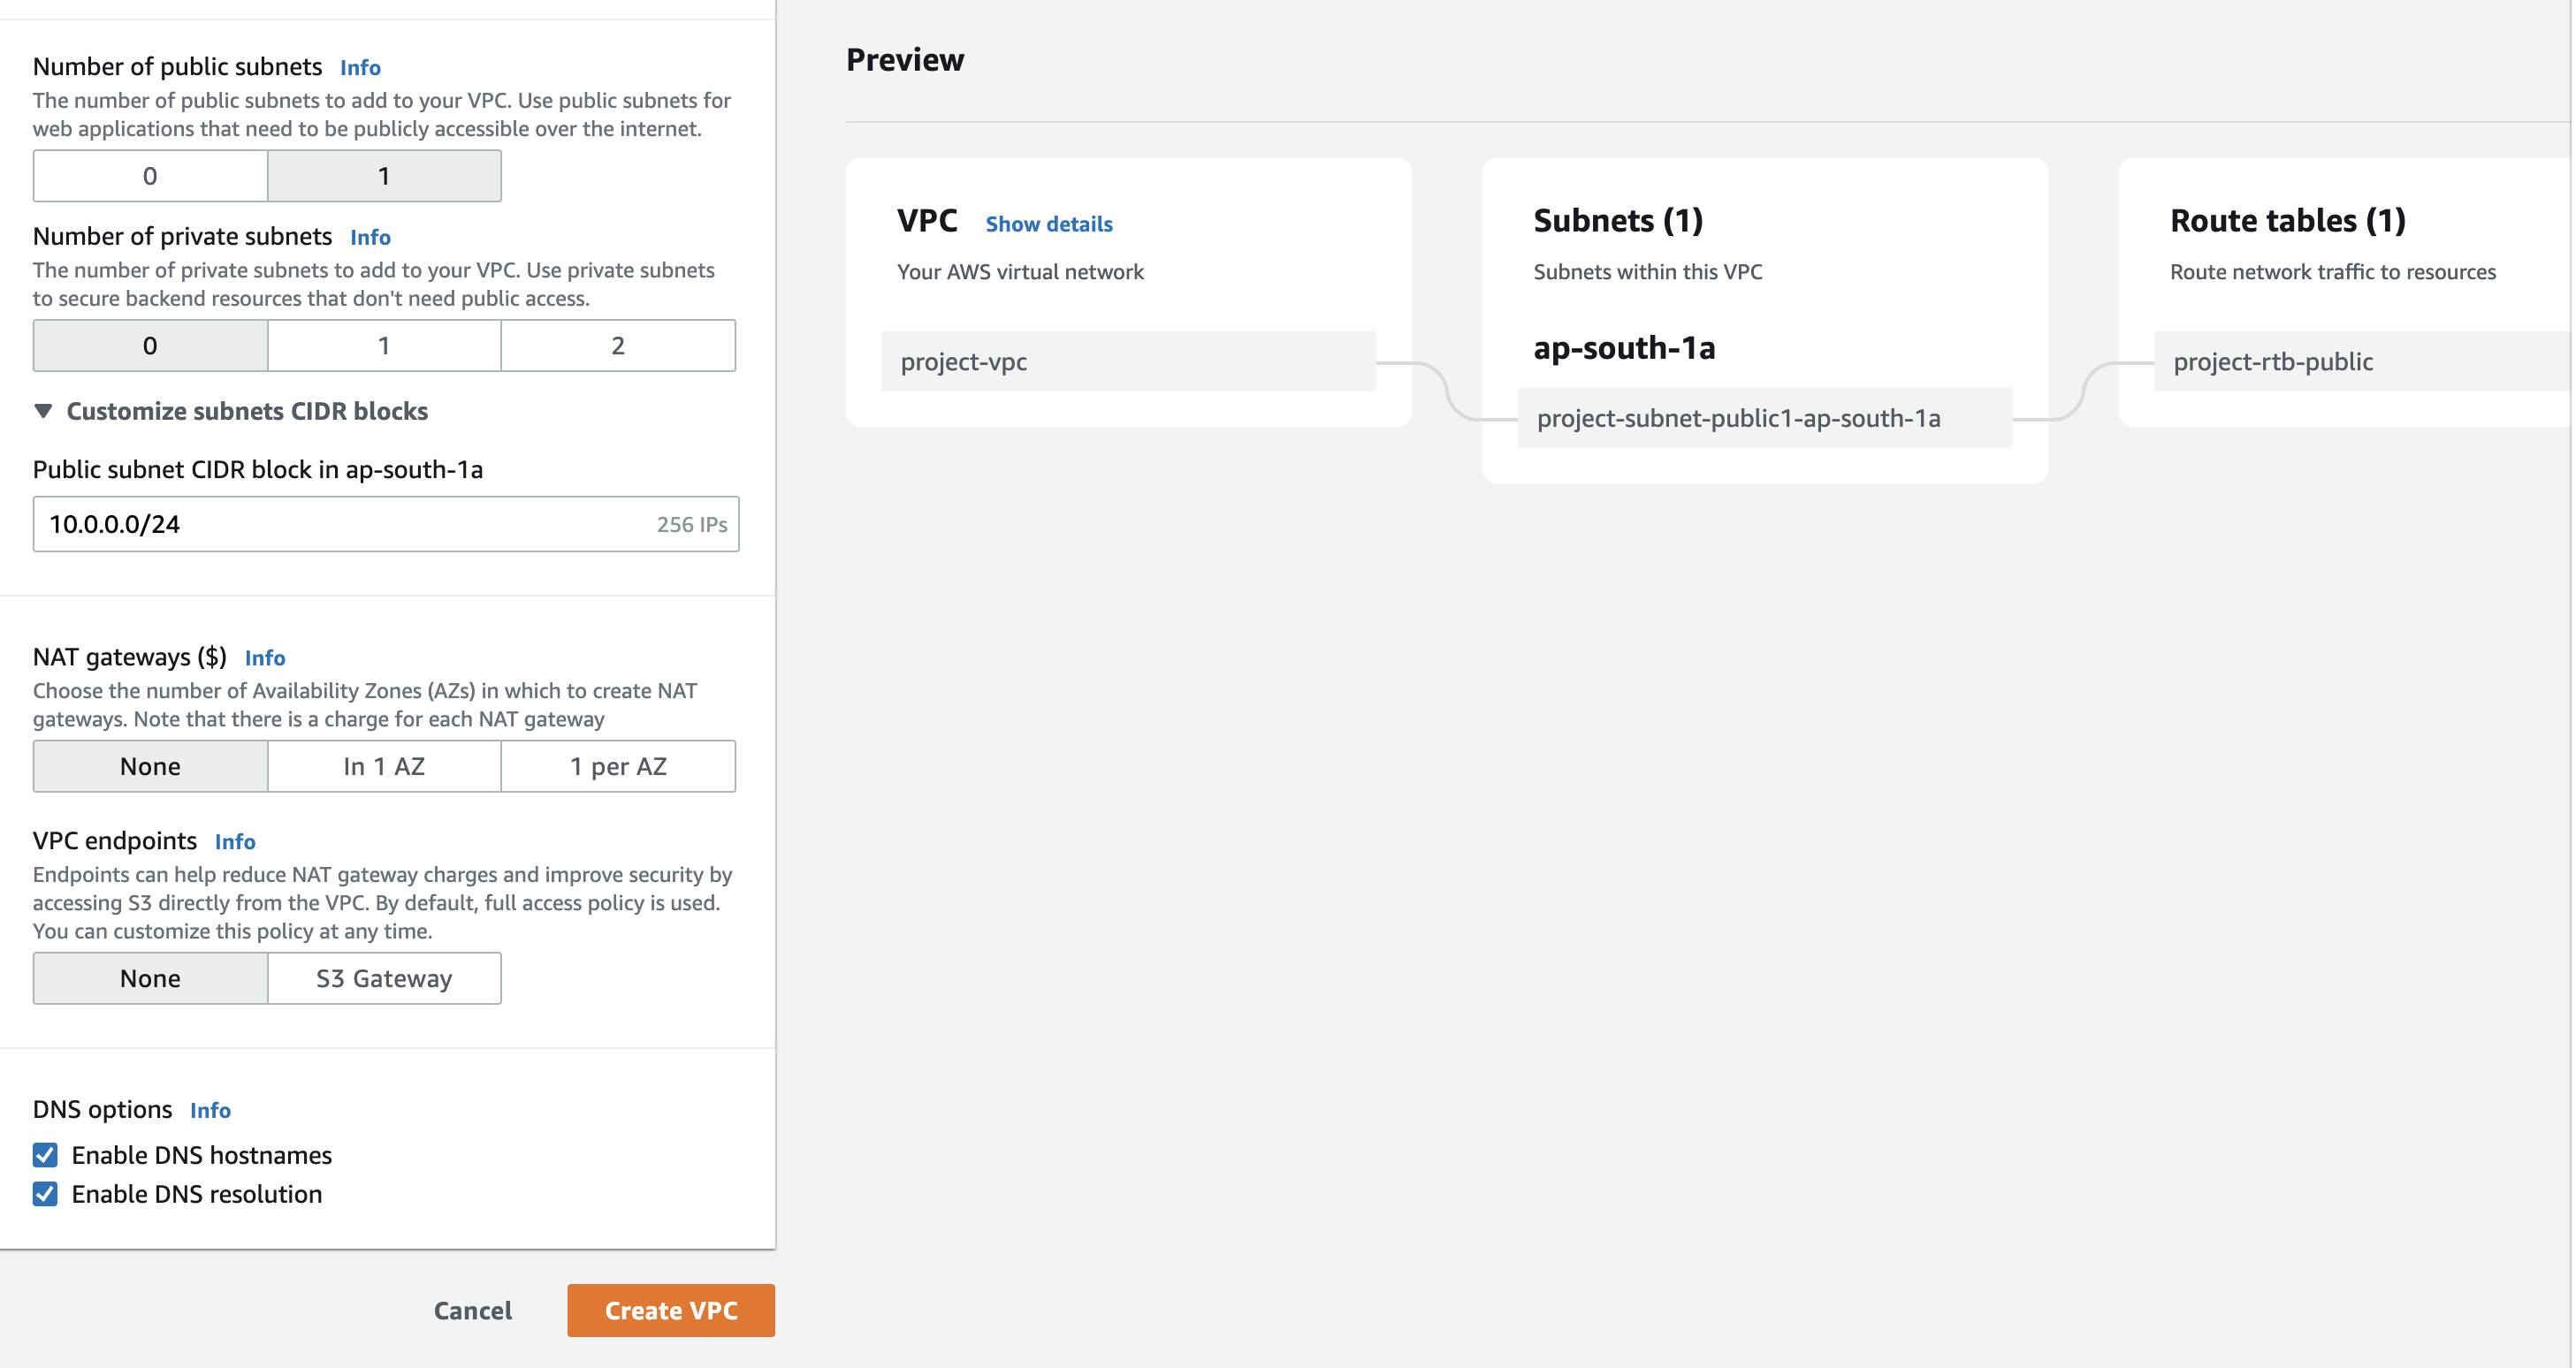 Number of public subnets Info
The number of public subnets to add to your VPC. Use public subnets for
web applications that need to be publicly accessible over the internet.
0 1
Number of private subnets Info
The number of private subnets to add to your VPC. Use private subnets
to secure backend resources that don't need public access.
0 1 2
Customize subnets CIDR blocks
Public subnet CIDR block in ap-south-1a
10.0.0.0/24 256 IPs
NAT gateways ($) Info
Choose the number of Availability Zones (AZs) in which to create NAT
gateways. Note that there is a charge for each NAT gateway
None In 1 AZ 1 per AZ
VPC endpoints Info
Endpoints can help reduce NAT gateway charges and improve security by
accessing S3 directly from the VPC. By default, full access policy is used.
You can customize this policy at any time.
None S3 Gateway
DNS options Info
Enable DNS hostnames
Enable DNS resolution
Cancel Create VPC
Preview
VPC Show details
Your AWS virtual network
project-vpc
Subnets (1)
Subnets within this VPC
ap-south-1a
project-subnet-public1-ap-south-1a
Route tables (1)
Route network traffic to resources
project-rtb-public